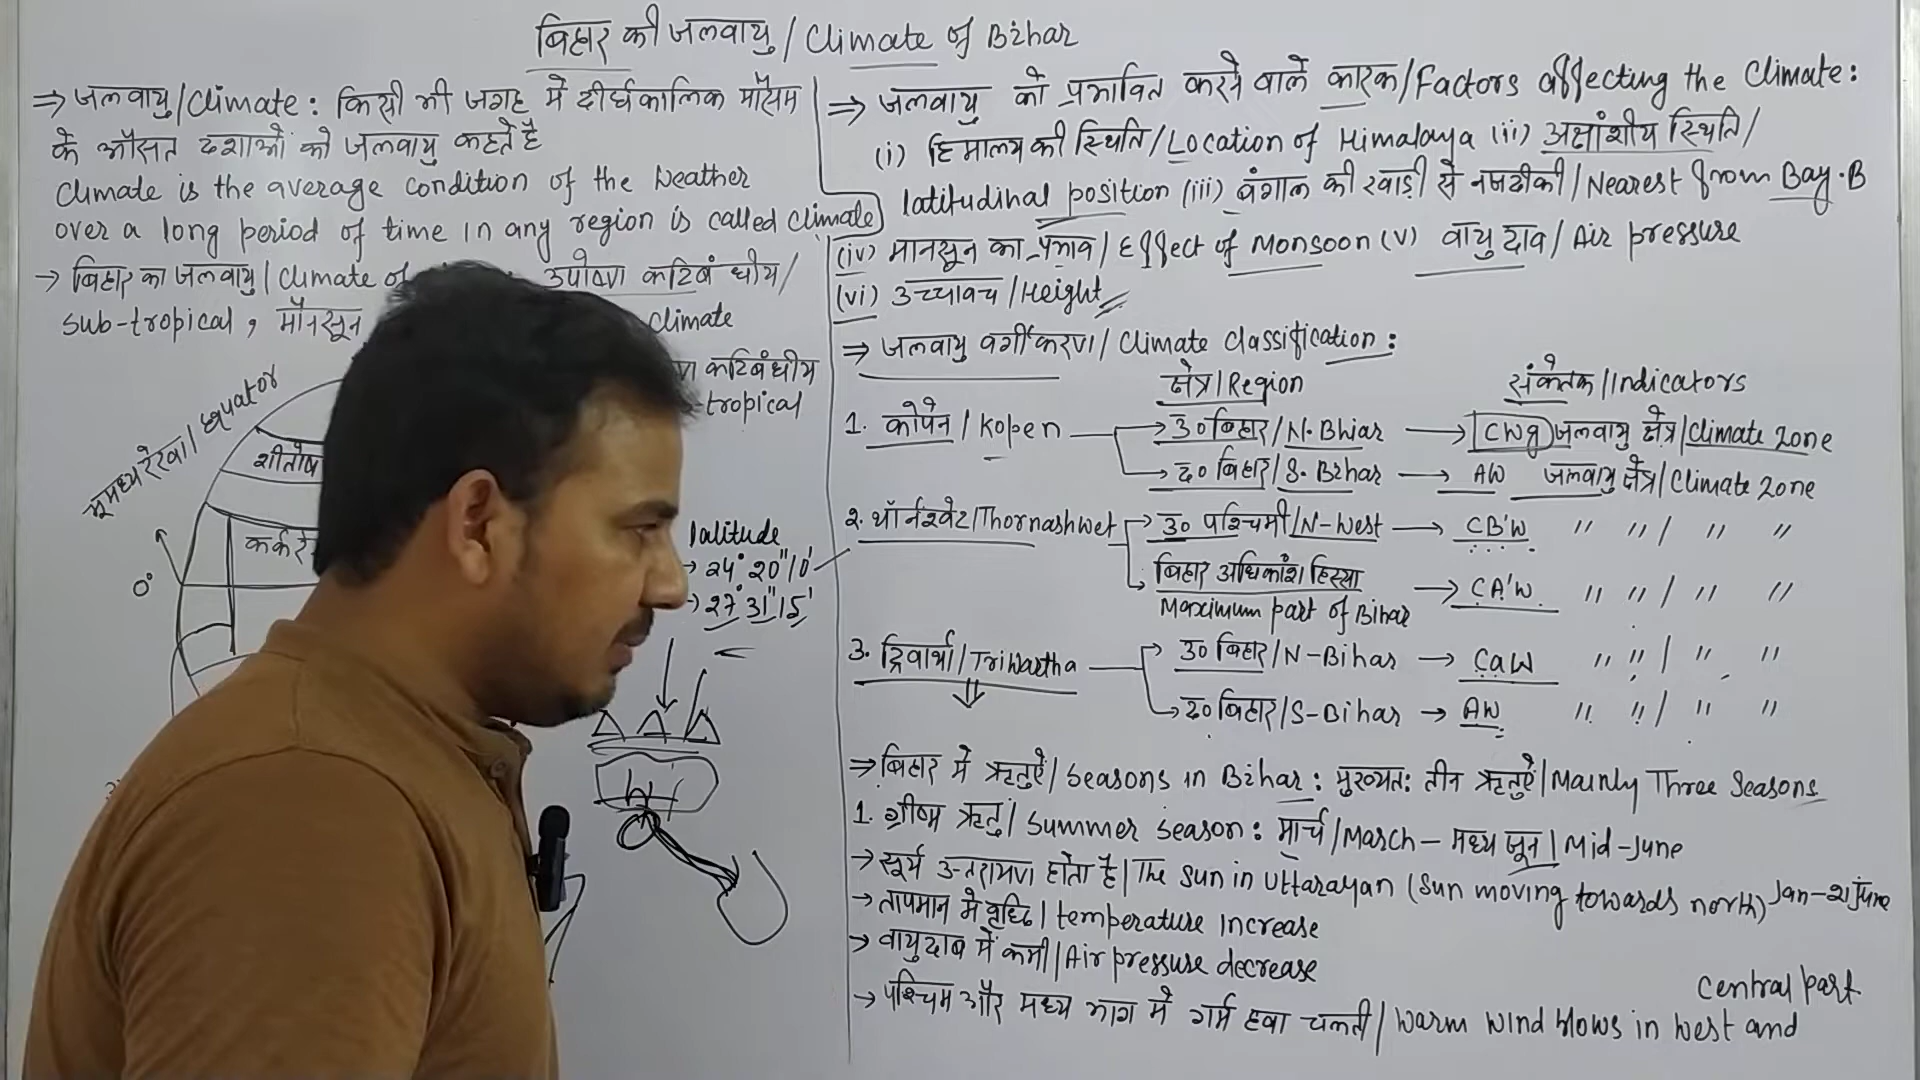 बिहार की जलवायु / Climate of Bihar
⇒ जलवायु/Climate: किसी भी जगह में दीर्घकालिक मौसम
के औसत दशाओं को जलवायु कहते है
Climate is the average condition of the weather
over a long period of time in any region is called climate
→ बिहार का जलवायु / Climate of उपोष्ण कटिबंधीय/
Sub-tropical, मॉनसून climate
कटिबंधीय
-tropical
भूमध्य रेखा / Equator
शीतोष
कर्क रे
0°
latitude
→ 24° 20" 10'
→ 27° 31" 15'
⇒ जलवायु को प्रभावित करने वाले कारक/Factors affecting the Climate:
(i) हिमालय की स्थिति/Location of Himalaya (ii) अक्षांशीय स्थिति/
latitudinal position (iii) बंगाल की खाड़ी से नजदीकी/Nearest from Bay.B
(iv) मानसून का प्रभाव/Effect of Monsoon (v) वायु दाव/Air pressure
(vi) उच्चावच/Height
⇒ जलवायु वर्गीकरण/Climate Classification:
क्षेत्र/Region संकेतक/Indicators
1. कोपेन/Kopen → उ० बिहार/N.Bhiar → CWg जलवायु क्षेत्र/Climate Zone
→ द० बिहार/S.Bihar → AW जलवायु क्षेत्र/Climate Zone
2. थॉर्नश्वेट/Thornashwet → उ० पश्चिमी/N-West → CB'W " " / " "
बिहार अधिकांश हिस्सा → CA'W " " / " "
Maximum part of Bihar
3. ट्रिवार्था/Triwartha → उ० बिहार/N-Bihar → CaW " " / " "
→ द० बिहार/S-Bihar → AW " " / " "
⇒ बिहार में ऋतुऐं/Seasons in Bihar: मुख्यतः तीन ऋतुऐं/Mainly Three Seasons
1. ग्रीष्म ऋतु/Summer Season: मार्च/March – मध्य जून/Mid-June
→ सूर्य उत्तरायण होता है/The sun in Uttarayan (Sun moving towards north) Jan-21 June
→ तापमान में वृद्धि/temperature increase
→ वायुदाब में कमी/Air pressure decrease
→ पश्चिम और मध्य भाग में गर्म हवा चलती/Warm wind blows in West and
central part